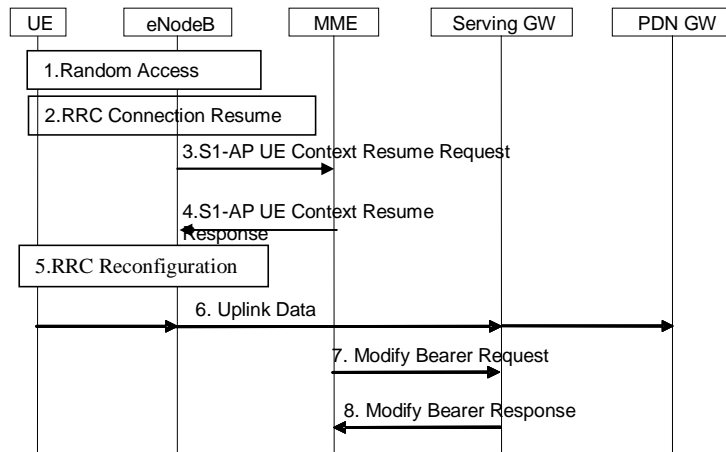 UE eNodeB MME Serving GW PDN GW
1.Random Access
2.RRC Connection Resume
3.S1-AP UE Context Resume Request
4.S1-AP UE Context Resume
Response
5.RRC Reconfiguration
6. Uplink Data
7. Modify Bearer Request
8. Modify Bearer Response